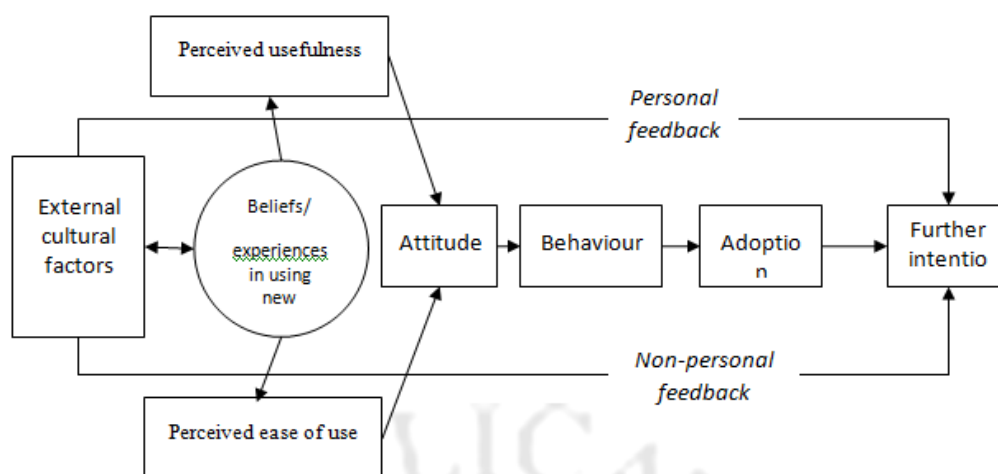 Perceived usefulness
Personal
feedback
External
cultural
factors
Beliefs/
experiences
in using
new
Attitude
Behaviour
Adoptio
n
Further
intentio
Non-personal
feedback
Perceived ease of use